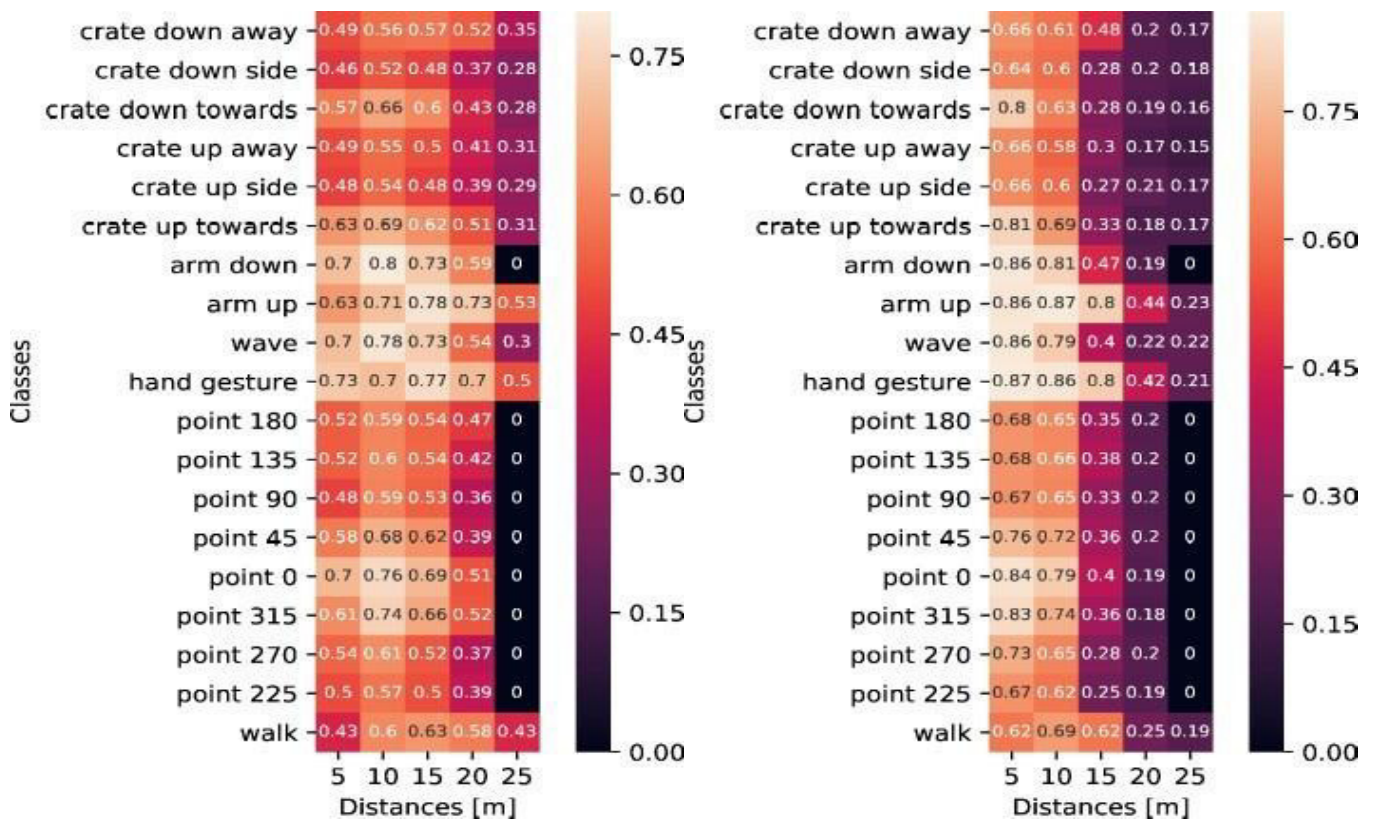 crate down away 0.49 0.56 0.57 0.52 0.35
crate down side 0.46 0.52 0.48 0.37 0.28
crate down towards 0.57 0.66 0.6 0.43 0.28
crate up away 0.49 0.55 0.5 0.41 0.31
crate up side 0.48 0.54 0.48 0.39 0.29
crate up towards 0.63 0.69 0.62 0.51 0.31
arm down 0.7 0.8 0.73 0.59 0
arm up 0.63 0.71 0.78 0.73 0.53
wave 0.7 0.78 0.73 0.54 0.3
hand gesture 0.73 0.7 0.77 0.7 0.5
point 180 0.52 0.59 0.54 0.47 0
point 135 0.52 0.6 0.54 0.42 0
point 90 0.48 0.59 0.53 0.36 0
point 45 0.58 0.68 0.62 0.39 0
point 0 0.7 0.76 0.69 0.51 0
point 315 0.61 0.74 0.66 0.52 0
point 270 0.54 0.61 0.52 0.37 0
point 225 0.5 0.57 0.5 0.39 0
walk 0.43 0.6 0.63 0.58 0.43
5 10 15 20 25
Distances [m]
Classes
0.75
0.60
0.45
0.30
0.15
0.00
crate down away 0.66 0.61 0.48 0.2 0.17
crate down side 0.64 0.6 0.28 0.2 0.18
crate down towards 0.8 0.63 0.28 0.19 0.16
crate up away 0.66 0.58 0.3 0.17 0.15
crate up side 0.66 0.6 0.27 0.21 0.17
crate up towards 0.81 0.69 0.33 0.18 0.17
arm down 0.86 0.81 0.47 0.19 0
arm up 0.86 0.87 0.8 0.44 0.23
wave 0.86 0.79 0.4 0.22 0.22
hand gesture 0.87 0.86 0.8 0.42 0.21
point 180 0.68 0.65 0.35 0.2 0
point 135 0.68 0.66 0.38 0.2 0
point 90 0.67 0.65 0.33 0.2 0
point 45 0.76 0.72 0.36 0.2 0
point 0 0.84 0.79 0.4 0.19 0
point 315 0.83 0.74 0.36 0.18 0
point 270 0.73 0.65 0.28 0.2 0
point 225 0.67 0.62 0.25 0.19 0
walk 0.62 0.69 0.62 0.25 0.19
5 10 15 20 25
Distances [m]
Classes
0.75
0.60
0.45
0.30
0.15
0.00